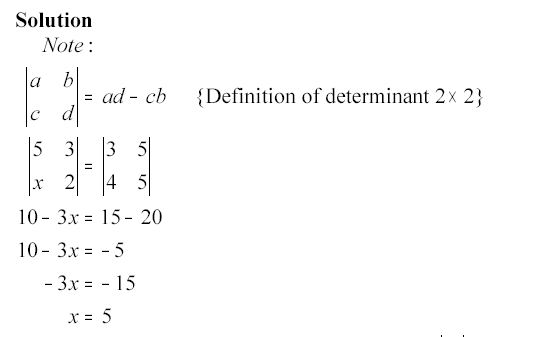 Solution
Note :
|a b| = ad - cb {Definition of determinant 2 × 2}
|c d|
|5 3| = |3 5|
|x 2| |4 5|
10 - 3x = 15 - 20
10 - 3x = - 5
- 3x = - 15
x = 5